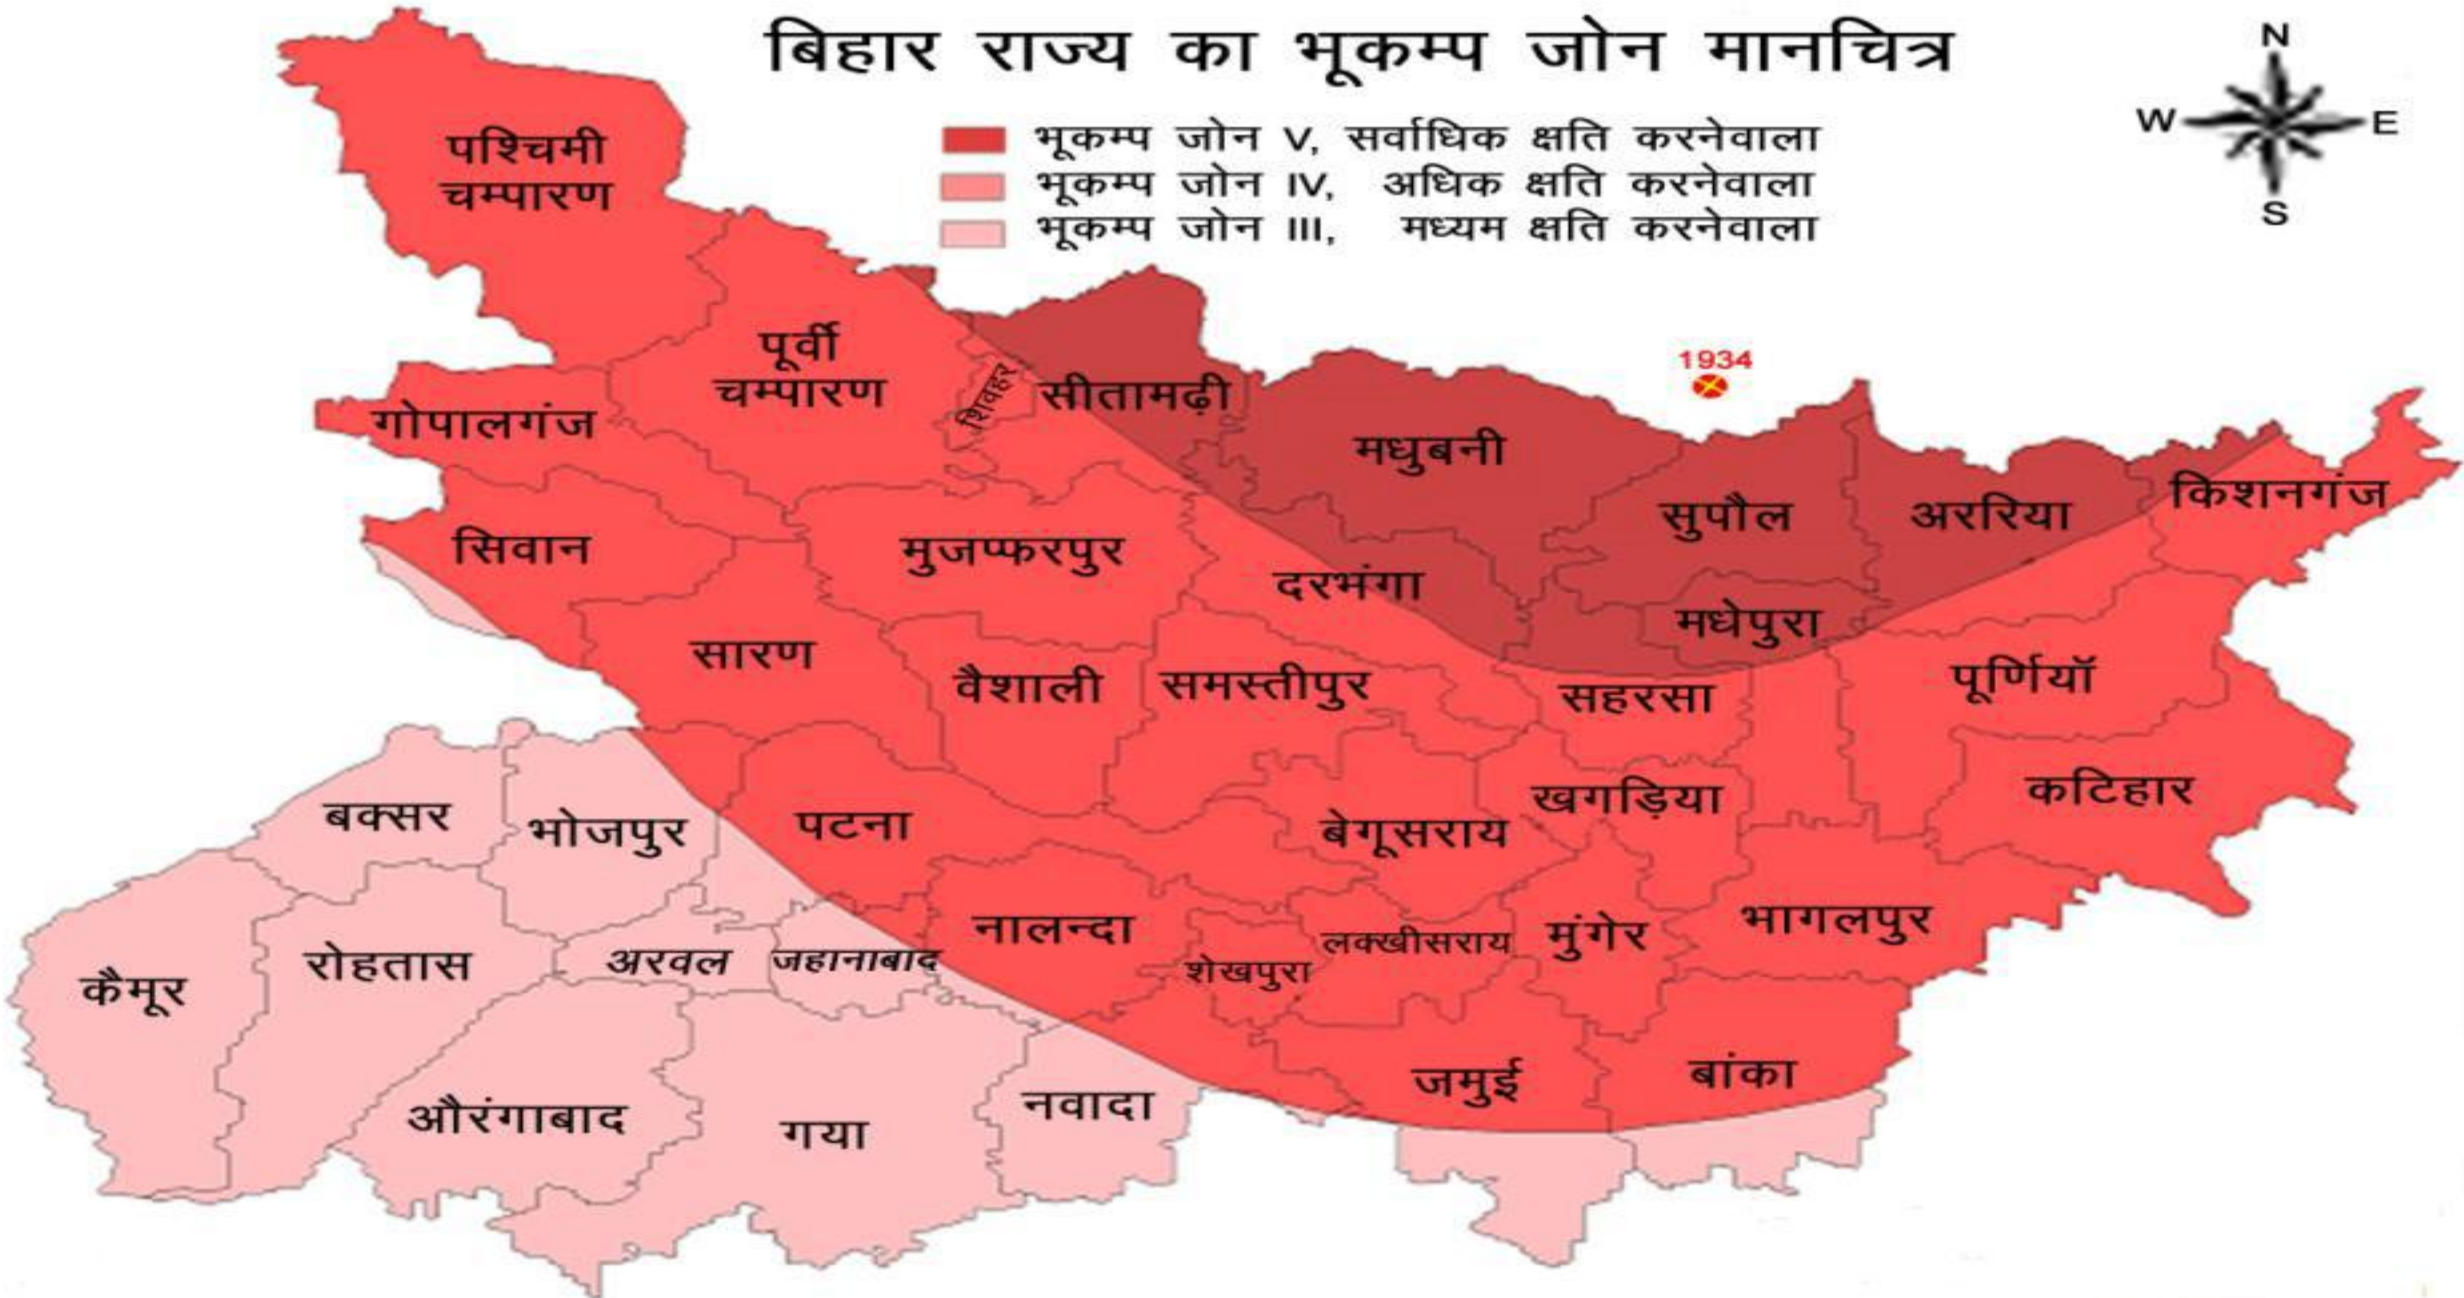 बिहार राज्य का भूकम्प जोन मानचित्र
भूकम्प जोन V, सर्वाधिक क्षति करनेवाला
भूकम्प जोन IV, अधिक क्षति करनेवाला
भूकम्प जोन III, मध्यम क्षति करनेवाला
N
W
E
S
पश्चिमी
चम्पारण
पूर्वी
चम्पारण
1934
शिवहर
सीतामढ़ी
गोपालगंज
मधुबनी
किशनगंज
सुपौल
अररिया
सिवान
मुजफ्फरपुर
दरभंगा
मधेपुरा
सारण
वैशाली
समस्तीपुर
सहरसा
पूर्णियॉ
बक्सर
भोजपुर
पटना
बेगूसराय
खगड़िया
कटिहार
कैमूर
रोहतास
अरवल
जहानाबाद
नालन्दा
शेखपुरा
लक्खीसराय
मुंगेर
भागलपुर
औरंगाबाद
गया
नवादा
जमुई
बांका